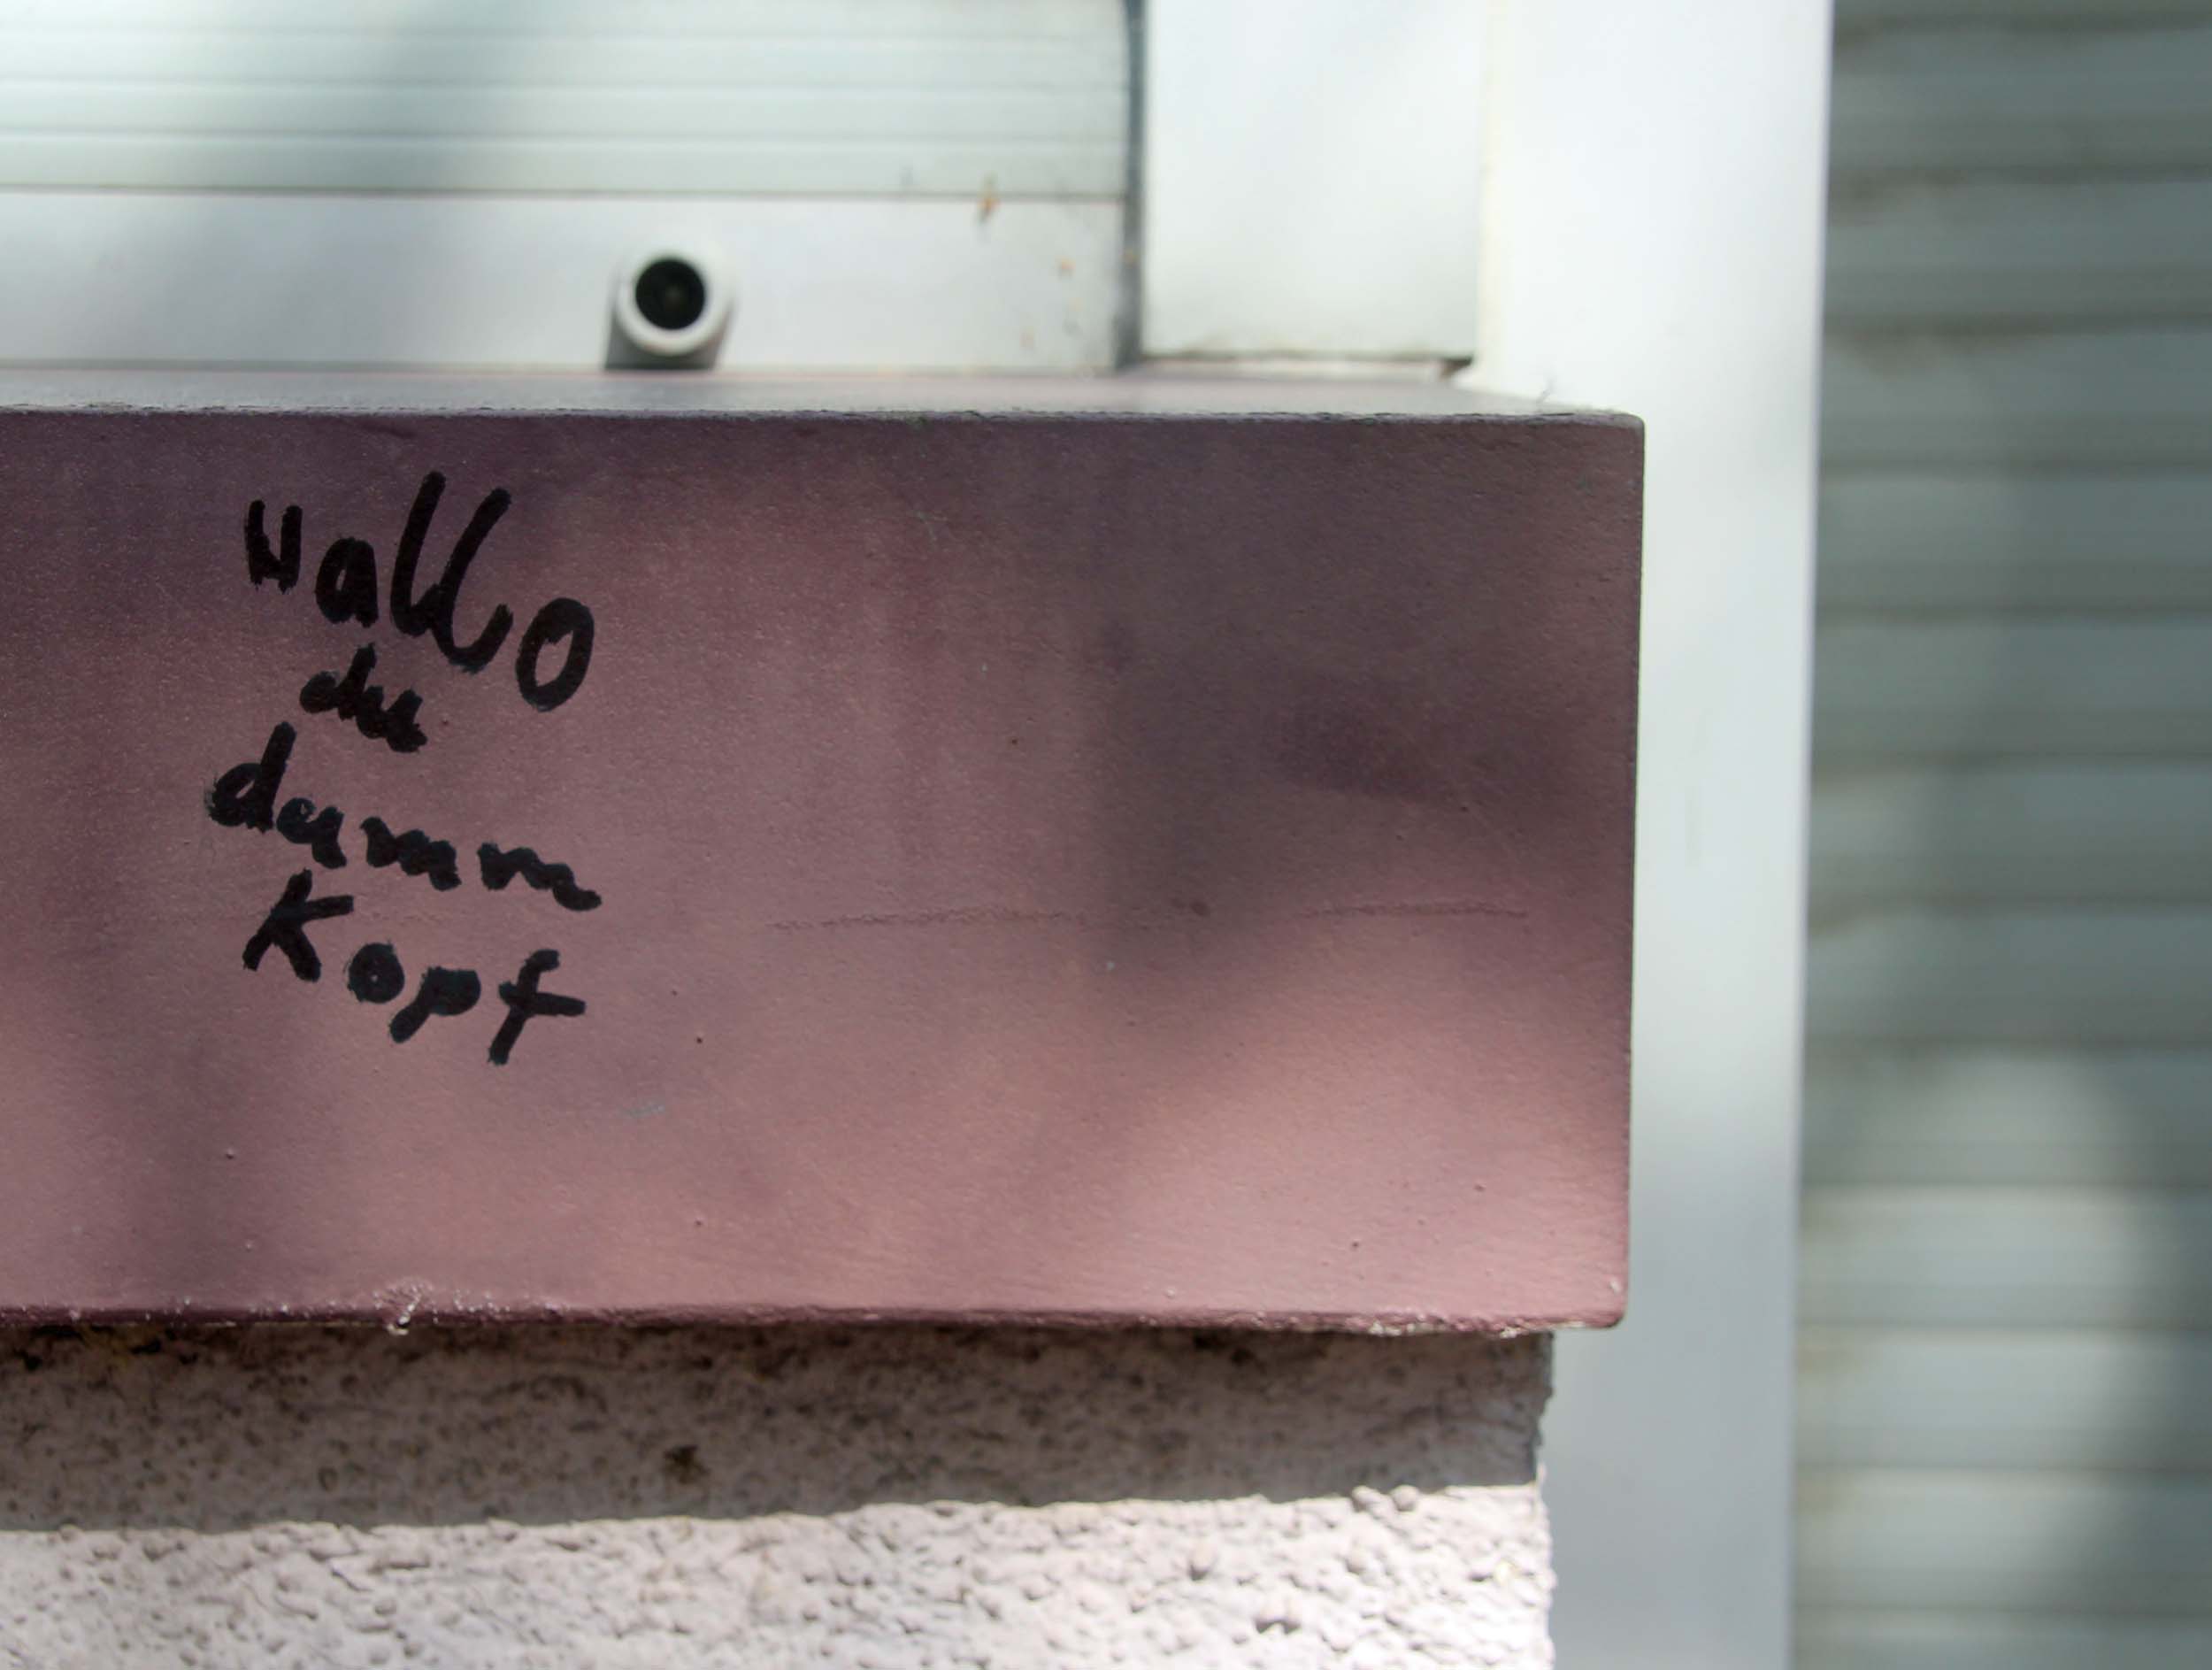 Hallo
du
dumm
Kopf